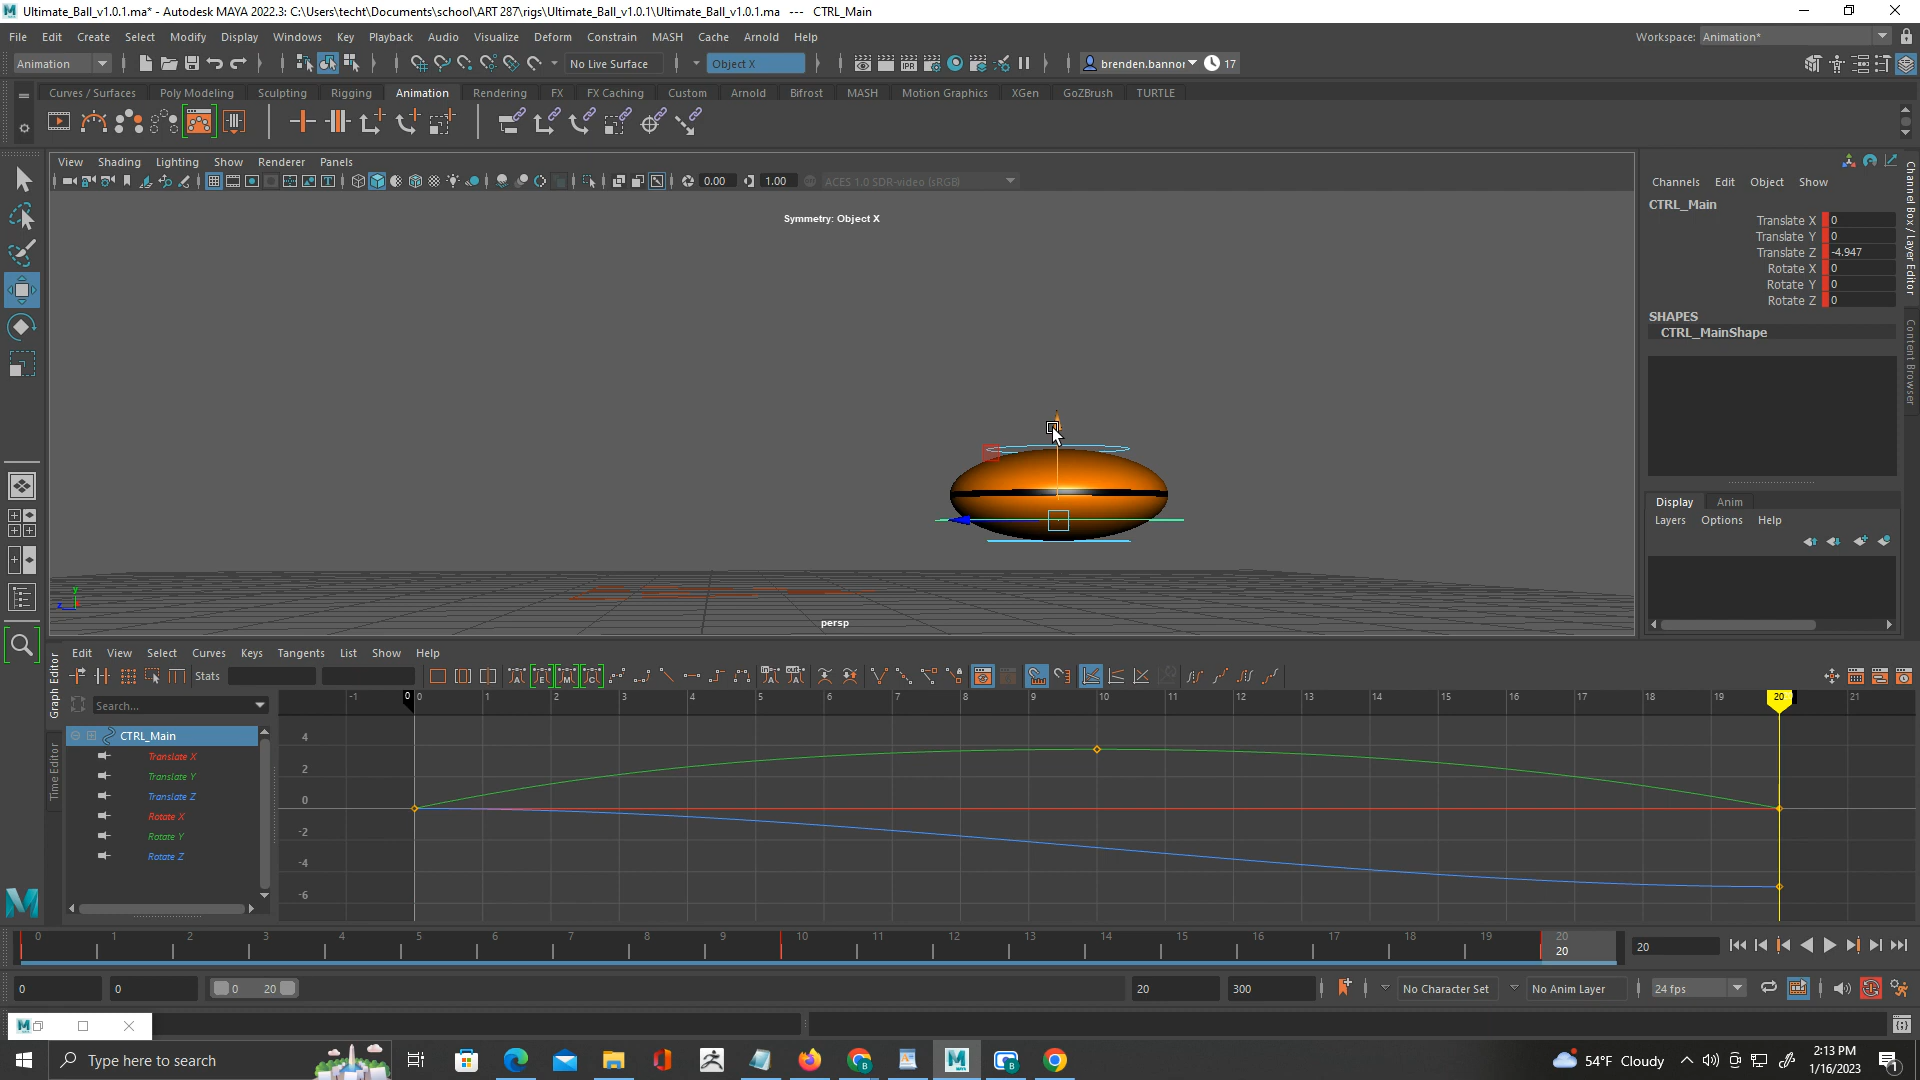 Ultimate_Ball_v1.0.1.ma* - Autodesk MAYA 2022.3: C:\Users\techt\Documents\school\ART 287\rigs\Ultimate_Ball_v1.0.1\Ultimate_Ball_v1.0.1.ma --- CTRL_Main
File Edit Create Select Modify Display Windows Key Playback Audio Visualize Deform Constrain MASH Cache Arnold Help
Workspace: Animation*
Animation No Live Surface Object X IPR brenden.bannor 17
Curves / Surfaces Poly Modeling Sculpting Rigging Animation Rendering FX FX Caching Custom Arnold Bifrost MASH Motion Graphics XGen GoZBrush TURTLE
View Shading Lighting Show Renderer Panels
0.00 1.00 ACES 1.0 SDR-video (sRGB)
Symmetry: Object X
persp
y
z
Channels Edit Object Show
CTRL_Main
Translate X 0
Translate Y 0
Translate Z -4.947
Rotate X 0
Rotate Y 0
Rotate Z 0
SHAPES
CTRL_MainShape
Display Anim
Layers Options Help
Channel Box / Layer Editor
Content Browser
Graph Editor
Time Editor
Edit View Select Curves Keys Tangents List Show Help
Stats
Search...
-1 0 0 1 2 3 4 5 6 7 8 9 10 11 12 13 14 15 16 17 18 19 20 21
CTRL_Main
Translate X
Translate Y
Translate Z
Rotate X
Rotate Y
Rotate Z
4
2
0
-2
-4
-6
0 1 2 3 4 5 6 7 8 9 10 11 12 13 14 15 16 17 18 19 20
20
20
0 0 0 20 20 300 No Character Set No Anim Layer 24 fps
Type here to search
54°F Cloudy
2:13 PM
1/16/2023
1